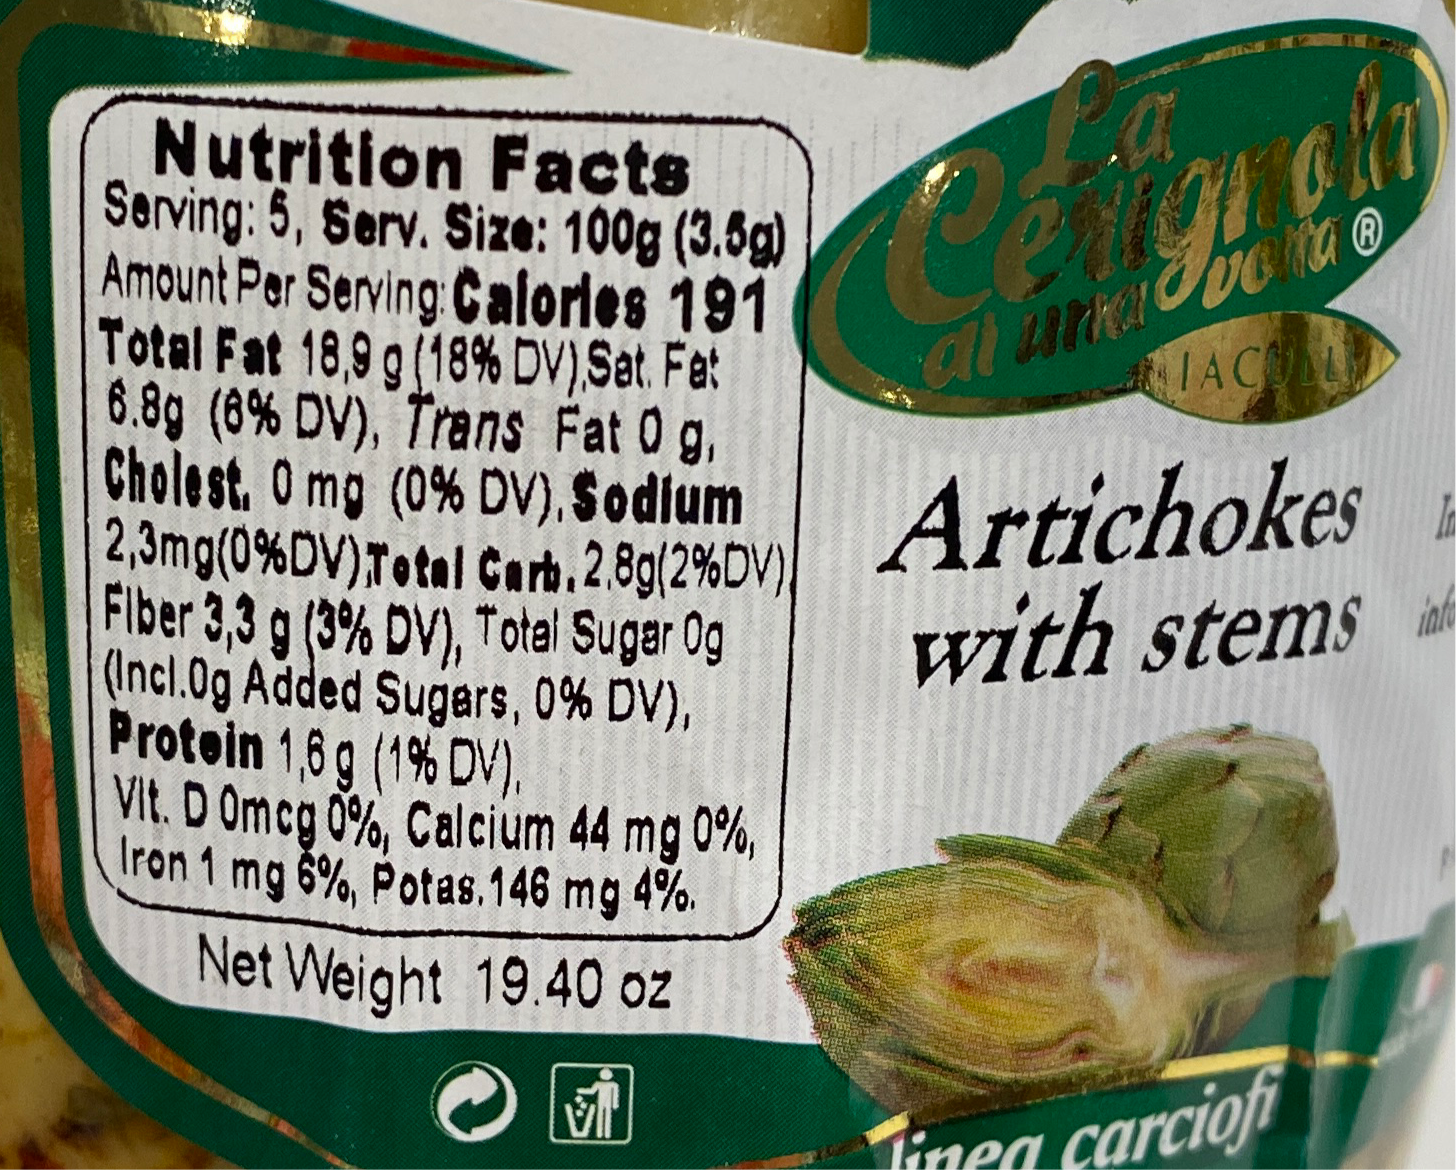 Nutrition Facts
Serving: 5, Serv. Size: 100g (3.5g)
Amount Per Serving: Calories 191
Total Fat 18,9 g (18% DV), Sat. Fat
6.8g (6% DV), Trans Fat 0 g,
Cholest. 0 mg (0% DV), Sodium
2,3mg(0%DV),Total Carb. 2,8g(2%DV)
Fiber 3,3 g (3% DV), Total Sugar 0g
(Incl.0g Added Sugars, 0% DV),
Protein 1,6 g (1% DV),
Vit. D 0mcg 0%, Calcium 44 mg 0%,
Iron 1 mg 6%, Potas.146 mg 4%.
Net Weight 19.40 oz
La
Cerignola
di una volta ®
Artichokes
with stems
linea carciofi